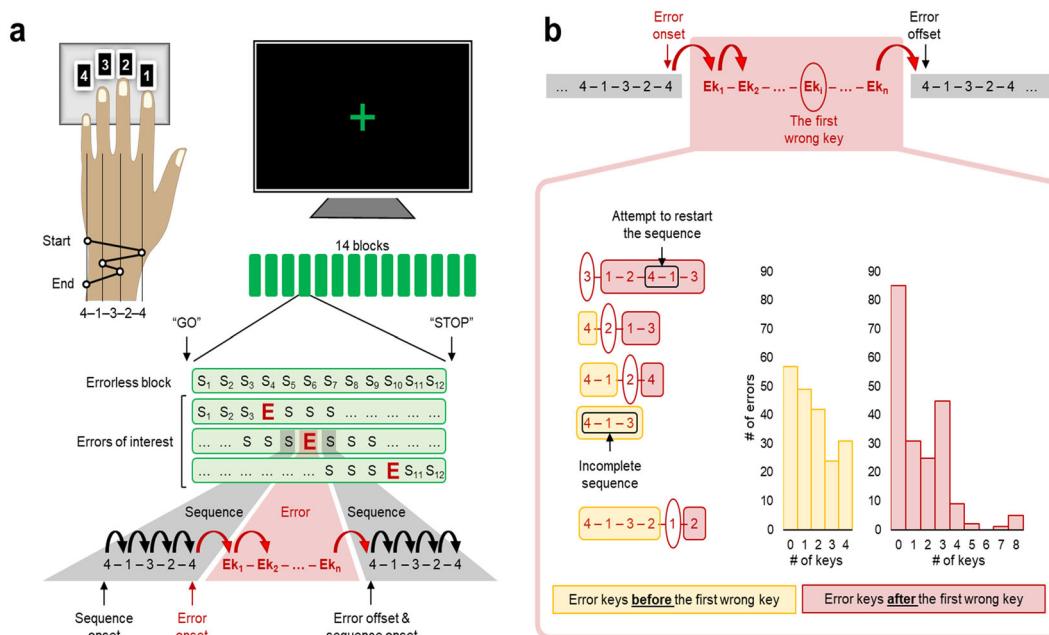 a
4 3 2 1
Start
End
4–1–3–2–4
14 blocks
“GO”
“STOP”
Errorless block
S1 S2 S3 S4 S5 S6 S7 S8 S9 S10 S11 S12
Errors of interest
S1 S2 S3 E S S S ... ... ... ... ...
... ... S S S E S S S ... ... ...
... ... ... ... ... ... S S S E S11 S12
Sequence
Error
Sequence
4 – 1 – 3 – 2 – 4
Ek1 – Ek2 – ... – Ekn
4 – 1 – 3 – 2 – 4
Sequence
onset
Error
onset
Error offset &
sequence onset
b
Error
onset
Error
offset
... 4 – 1 – 3 – 2 – 4
Ek1 – Ek2 – ... – Eki – ... – Ekn
4 – 1 – 3 – 2 – 4 ...
The first
wrong key
Attempt to restart
the sequence
3 – 1 – 2 – 4 – 1 – 3
4 – 2 – 1 – 3
4 – 1 – 2 – 4
4 – 1 – 3
Incomplete
sequence
4 – 1 – 3 – 2 – 1 – 2
# of errors
90
80
70
60
50
40
30
20
10
0
0 1 2 3 4
# of keys
90
80
70
60
50
40
30
20
10
0
0 1 2 3 4 5 6 7 8
# of keys
Error keys before the first wrong key
Error keys after the first wrong key